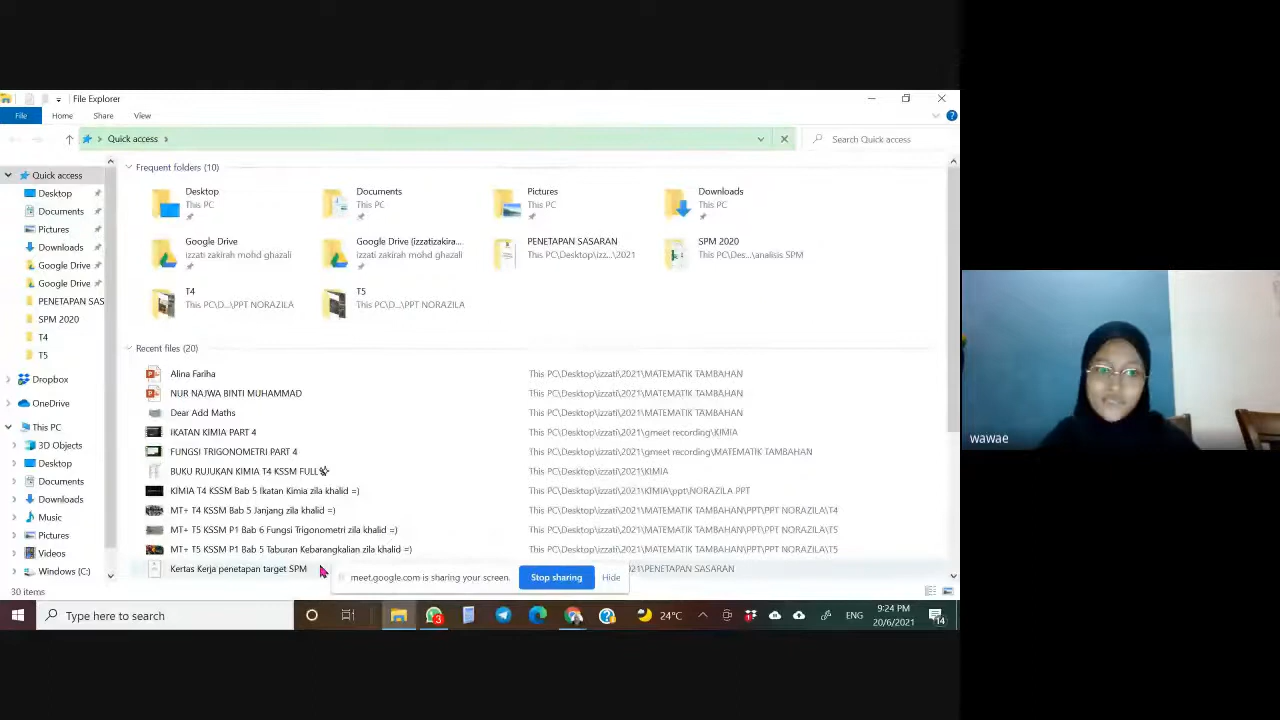 File Explorer
File Home Share View
Quick access
Search Quick access
Quick access
Desktop
Documents
Pictures
Downloads
Google Drive
Google Drive
PENETAPAN SAS
SPM 2020
T4
T5
Dropbox
OneDrive
This PC
3D Objects
Desktop
Documents
Downloads
Music
Pictures
Videos
Windows (C:)
Frequent folders (10)
Desktop
This PC
Documents
This PC
Pictures
This PC
Downloads
This PC
Google Drive
izzati zakirah mohd ghazali
Google Drive (izzatizakira...
izzati zakirah mohd ghazali
PENETAPAN SASARAN
This PC\Desktop\izz...\2021
SPM 2020
This PC\Des...\analisis SPM
T4
This PC\D...\PPT NORAZILA
T5
This PC\D...\PPT NORAZILA
Recent files (20)
Alina Fariha This PC\Desktop\izzati\2021\MATEMATIK TAMBAHAN
NUR NAJWA BINTI MUHAMMAD This PC\Desktop\izzati\2021\MATEMATIK TAMBAHAN
Dear Add Maths This PC\Desktop\izzati\2021\MATEMATIK TAMBAHAN
IKATAN KIMIA PART 4 This PC\Desktop\izzati\2021\gmeet recording\KIMIA
FUNGSI TRIGONOMETRI PART 4 This PC\Desktop\izzati\2021\gmeet recording\MATEMATIK TAMBAHAN
BUKU RUJUKAN KIMIA T4 KSSM FULL✨ This PC\Desktop\izzati\2021\KIMIA
KIMIA T4 KSSM Bab 5 Ikatan Kimia zila khalid =) This PC\Desktop\izzati\2021\KIMIA\ppt\NORAZILA PPT
MT+ T4 KSSM Bab 5 Janjang zila khalid =) This PC\Desktop\izzati\2021\MATEMATIK TAMBAHAN\PPT\PPT NORAZILA\T4
MT+ T5 KSSM P1 Bab 6 Fungsi Trigonometri zila khalid =) This PC\Desktop\izzati\2021\MATEMATIK TAMBAHAN\PPT\PPT NORAZILA\T5
MT+ T5 KSSM P1 Bab 5 Taburan Kebarangkalian zila khalid =) This PC\Desktop\izzati\2021\MATEMATIK TAMBAHAN\PPT\PPT NORAZILA\T5
Kertas Kerja penetapan target SPM \2021\PENETAPAN SASARAN
meet.google.com is sharing your screen. Stop sharing Hide
30 items
Type here to search
3
24°C
ENG
9:24 PM
20/6/2021
14
wawae